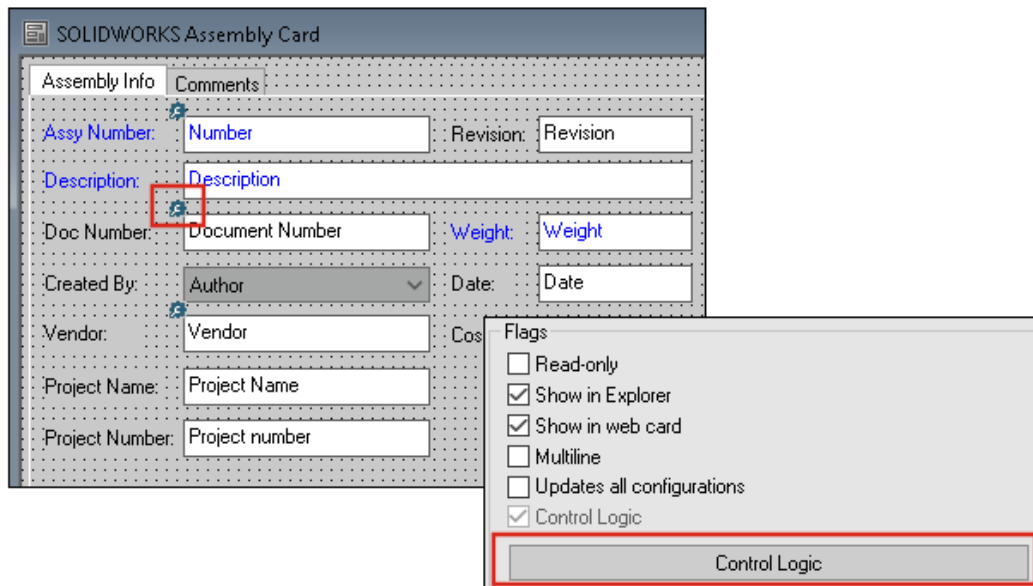 SOLIDWORKS Assembly Card
Assembly Info Comments
Assy Number: Number Revision: Revision
Description: Description
Doc Number: Document Number Weight: Weight
Created By: Author Date: Date
Vendor: Vendor Cos
Project Name: Project Name
Project Number: Project number
Flags
Read-only
Show in Explorer
Show in web card
Multiline
Updates all configurations
Control Logic
Control Logic